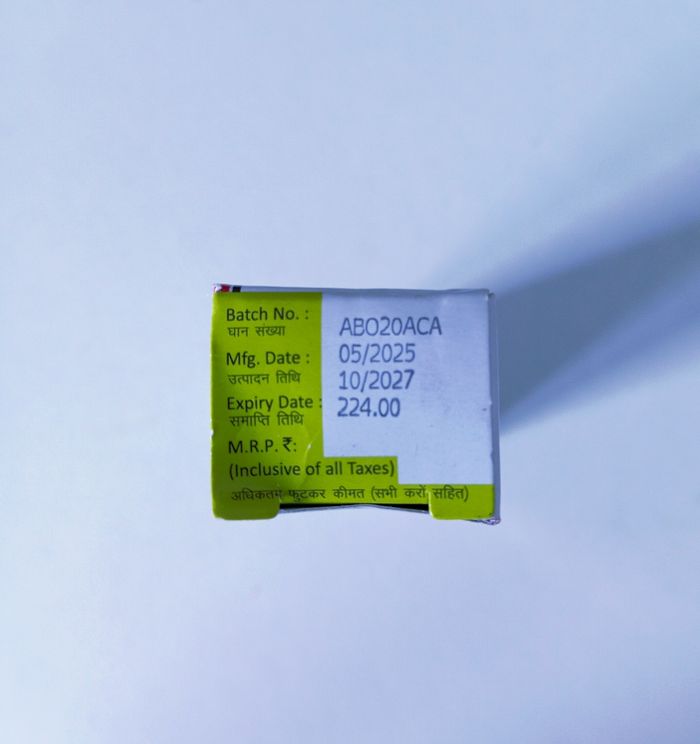 Batch No. :
घान संख्या
ABO20ACA
Mfg. Date :
उत्पादन तिथि
05/2025
Expiry Date :
समाप्ति तिथि
10/2027
M.R.P. ₹:
224.00
(Inclusive of all Taxes)
अधिकतम फुटकर कीमत (सभी करों सहित)